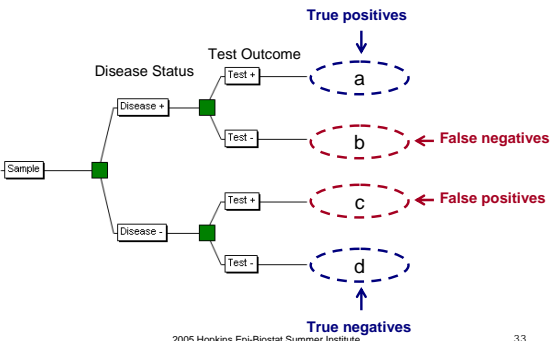 True positives
Test Outcome
Disease Status
Test +
a
Disease +
Test -
b
False negatives
Sample
Test +
c
False positives
Disease -
Test -
d
True negatives
2005 Hopkins Epi-Biostat Summer Institute
33